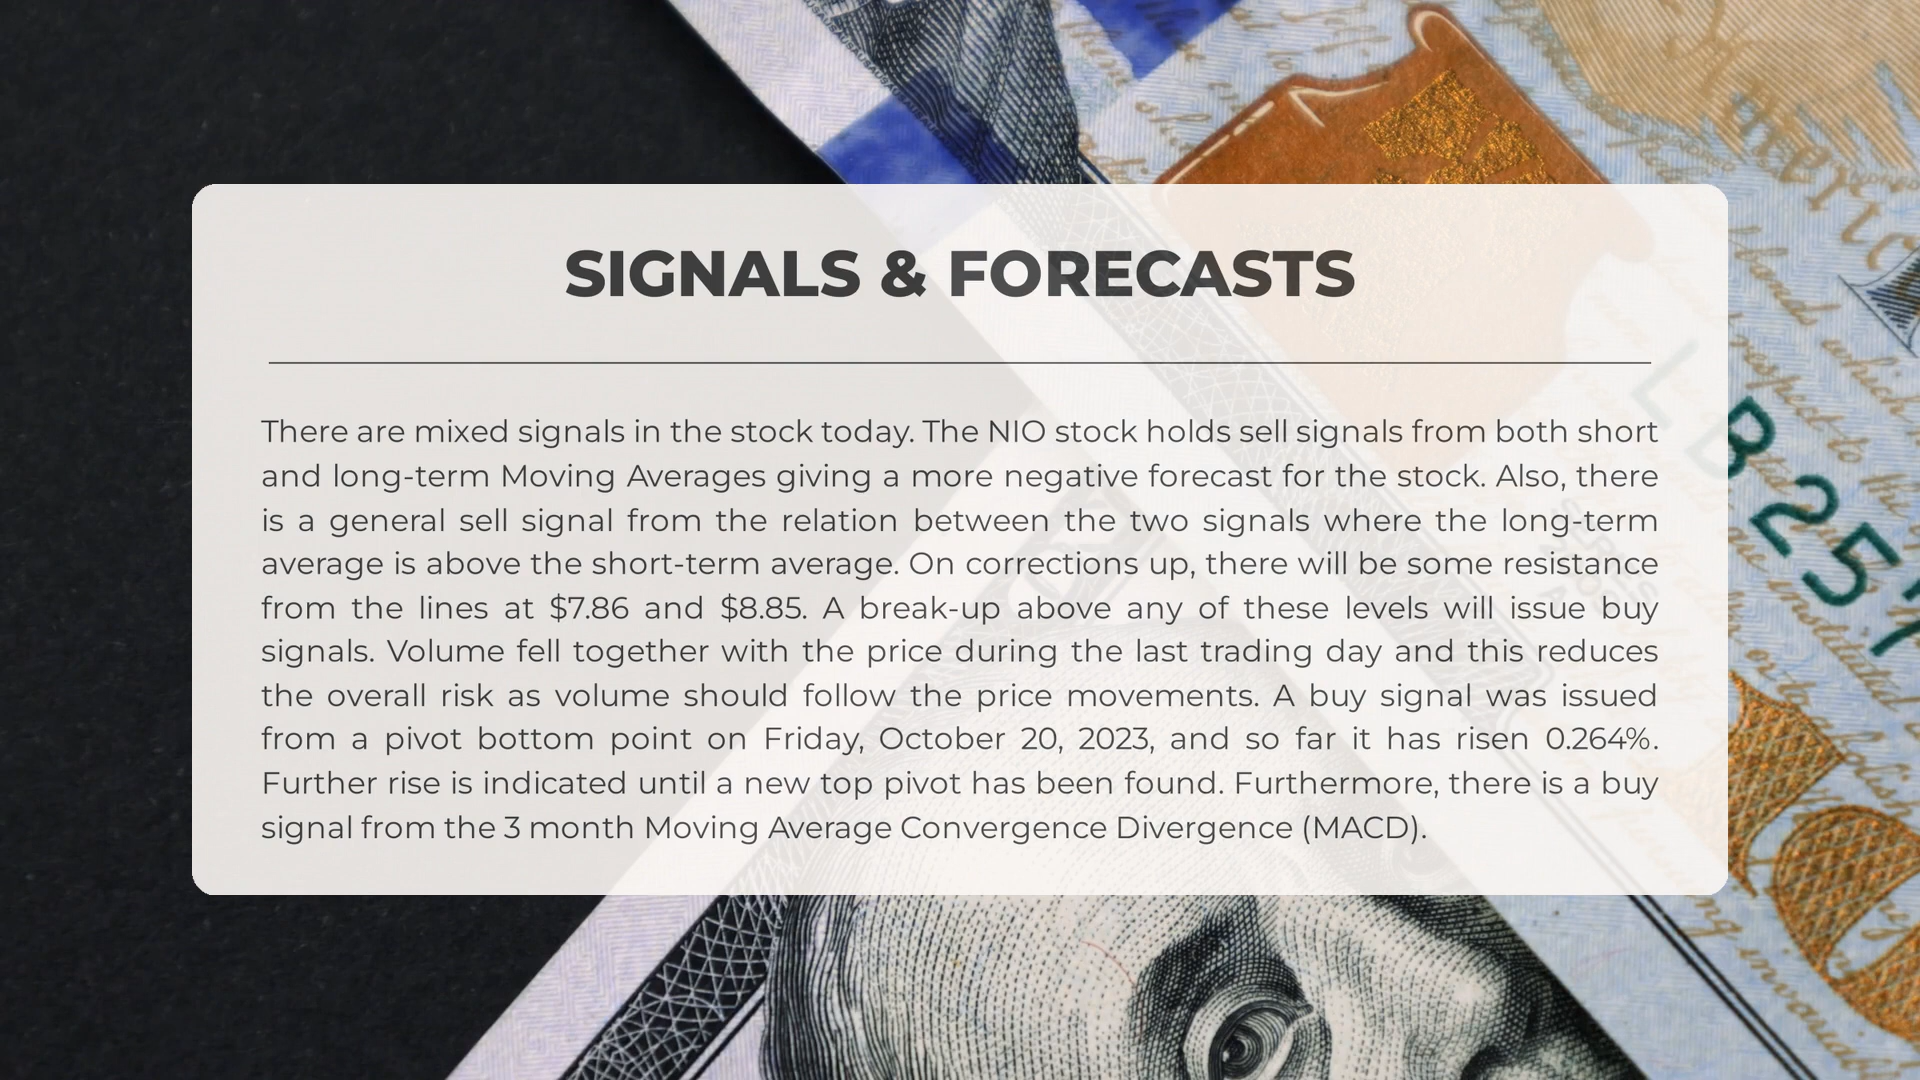 SIGNALS & FORECASTS
There are mixed signals in the stock today. The NIO stock holds sell signals from both short
and long-term Moving Averages giving a more negative forecast for the stock. Also, there
is a general sell signal from the relation between the two signals where the long-term
average is above the short-term average. On corrections up, there will be some resistance
from the lines at $7.86 and $8.85. A break-up above any of these levels will issue buy
signals. Volume fell together with the price during the last trading day and this reduces
the overall risk as volume should follow the price movements. A buy signal was issued
from a pivot bottom point on Friday, October 20, 2023, and so far it has risen 0.264%.
Further rise is indicated until a new top pivot has been found. Furthermore, there is a buy
signal from the 3 month Moving Average Convergence Divergence (MACD).
L B 25